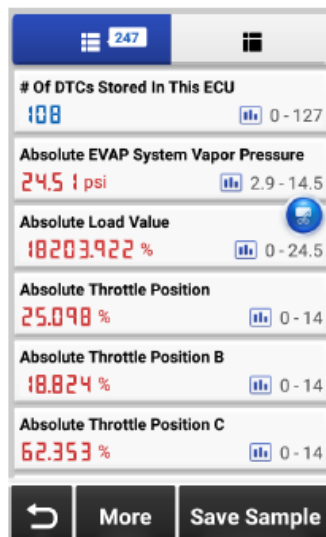 247
# Of DTCs Stored In This ECU
108 0 - 127
Absolute EVAP System Vapor Pressure
24.51 psi 2.9 - 14.5
Absolute Load Value
18203.922 % 0 - 24.5
Absolute Throttle Position
25.098 % 0 - 14
Absolute Throttle Position B
18.824 % 0 - 14
Absolute Throttle Position C
62.353 % 0 - 14
More Save Sample